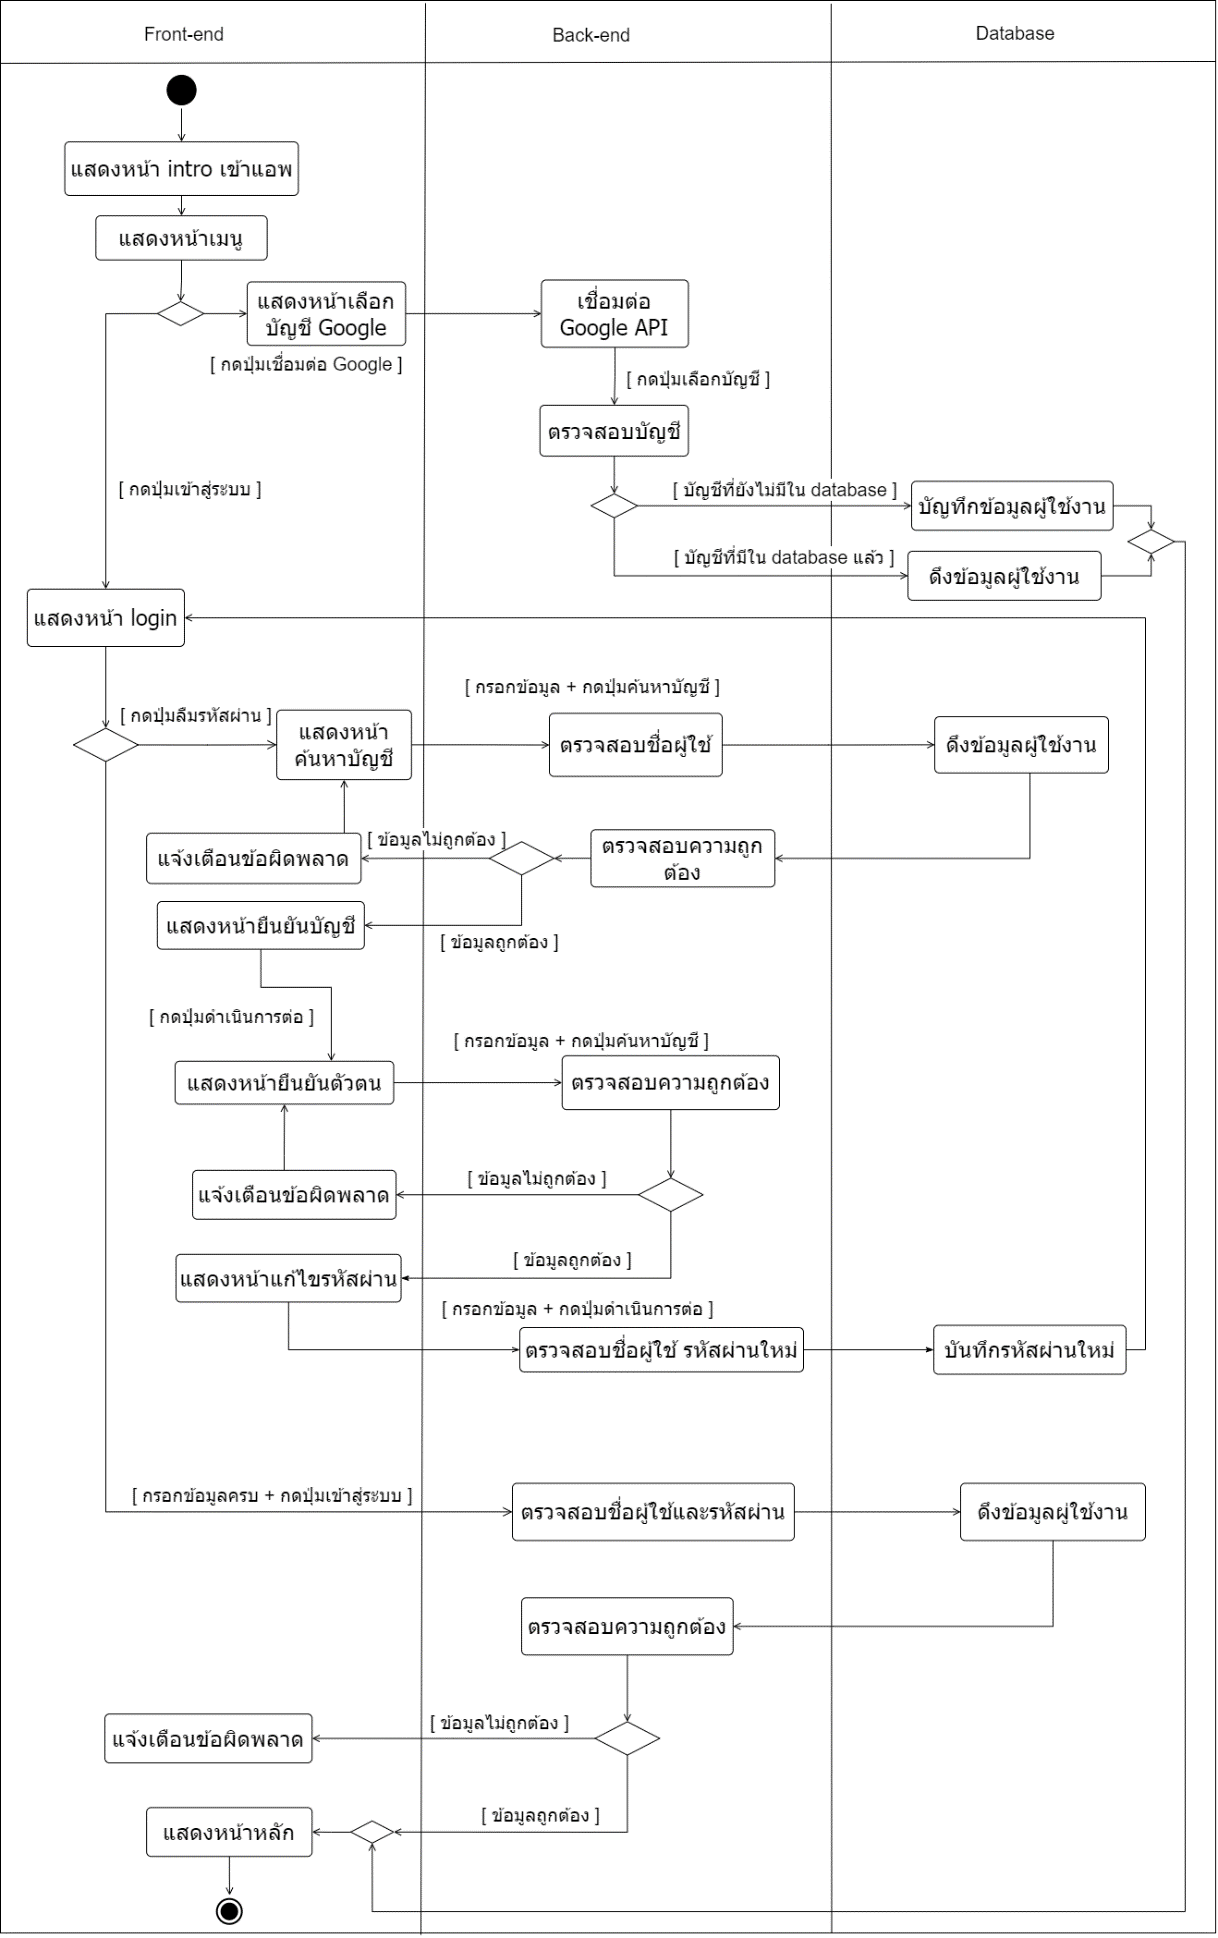 Front-end
Back-end
Database
แสดงหน้า intro เข้าแอพ
แสดงหน้าเมนู
แสดงหน้าเลือก
บัญชี Google
เชื่อมต่อ
Google API
[ กดปุ่มเชื่อมต่อ Google ]
[ กดปุ่มเลือกบัญชี ]
ตรวจสอบบัญชี
[ กดปุ่มเข้าสู่ระบบ ]
[ บัญชีที่ยังไม่มีใน database ]
บัญทึกข้อมูลผู้ใช้งาน
[ บัญชีที่มีใน database แล้ว ]
ดึงข้อมูลผู้ใช้งาน
แสดงหน้า login
[ กรอกข้อมูล + กดปุ่มค้นหาบัญชี ]
[ กดปุ่มลืมรหัสผ่าน ]
แสดงหน้า
ค้นหาบัญชี
ตรวจสอบชื่อผู้ใช้
ดึงข้อมูลผู้ใช้งาน
แจ้งเตือนข้อผิดพลาด
[ ข้อมูลไม่ถูกต้อง ]
ตรวจสอบความถูก
ต้อง
แสดงหน้ายืนยันบัญชี
[ ข้อมูลถูกต้อง ]
[ กดปุ่มดำเนินการต่อ ]
[ กรอกข้อมูล + กดปุ่มค้นหาบัญชี ]
แสดงหน้ายืนยันตัวตน
ตรวจสอบความถูกต้อง
[ ข้อมูลไม่ถูกต้อง ]
แจ้งเตือนข้อผิดพลาด
[ ข้อมูลถูกต้อง ]
แสดงหน้าแก้ไขรหัสผ่าน
[ กรอกข้อมูล + กดปุ่มดำเนินการต่อ ]
ตรวจสอบชื่อผู้ใช้ รหัสผ่านใหม่
บันทึกรหัสผ่านใหม่
[ กรอกข้อมูลครบ + กดปุ่มเข้าสู่ระบบ ]
ตรวจสอบชื่อผู้ใช้และรหัสผ่าน
ดึงข้อมูลผู่ใช้งาน
ตรวจสอบความถูกต้อง
[ ข้อมูลไม่ถูกต้อง ]
แจ้งเตือนข้อผิดพลาด
[ ข้อมูลถูกต้อง ]
แสดงหน้าหลัก